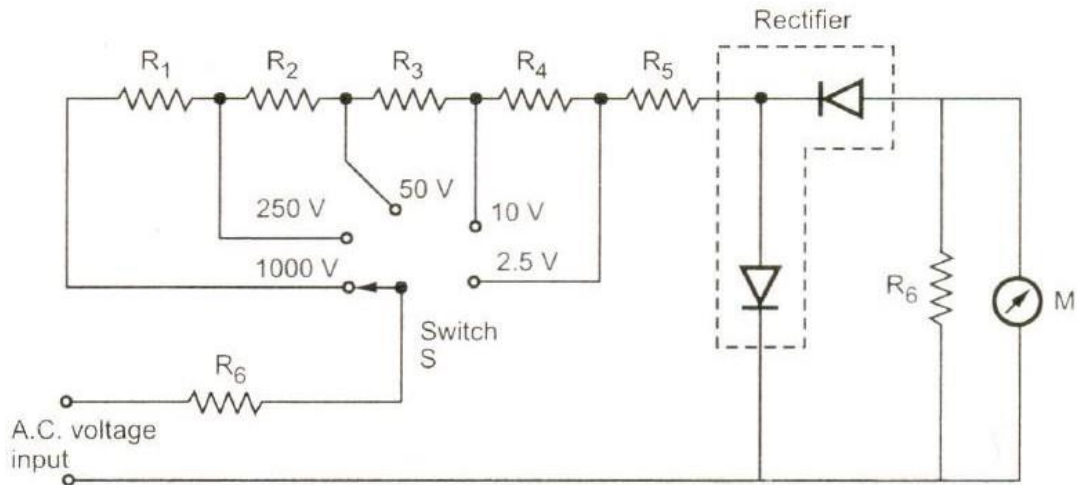 Rectifier
R1 R2 R3 R4 R5
50 V
250 V
10 V
1000 V
2.5 V
R6
M
Switch
S
R6
A.C. voltage
input